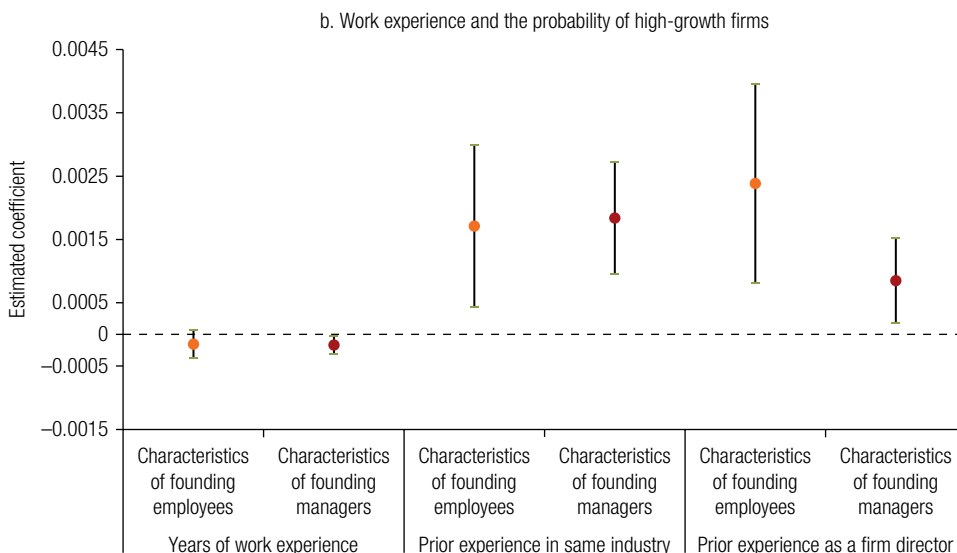 b. Work experience and the probability of high-growth firms
Estimated coefficient
0.0045
0.0035
0.0025
0.0015
0.0005
0
–0.0005
–0.0015
Characteristics
of founding
employees
Characteristics
of founding
managers
Characteristics
of founding
employees
Characteristics
of founding
managers
Characteristics
of founding
employees
Characteristics
of founding
managers
Years of work experience
Prior experience in same industry
Prior experience as a firm director